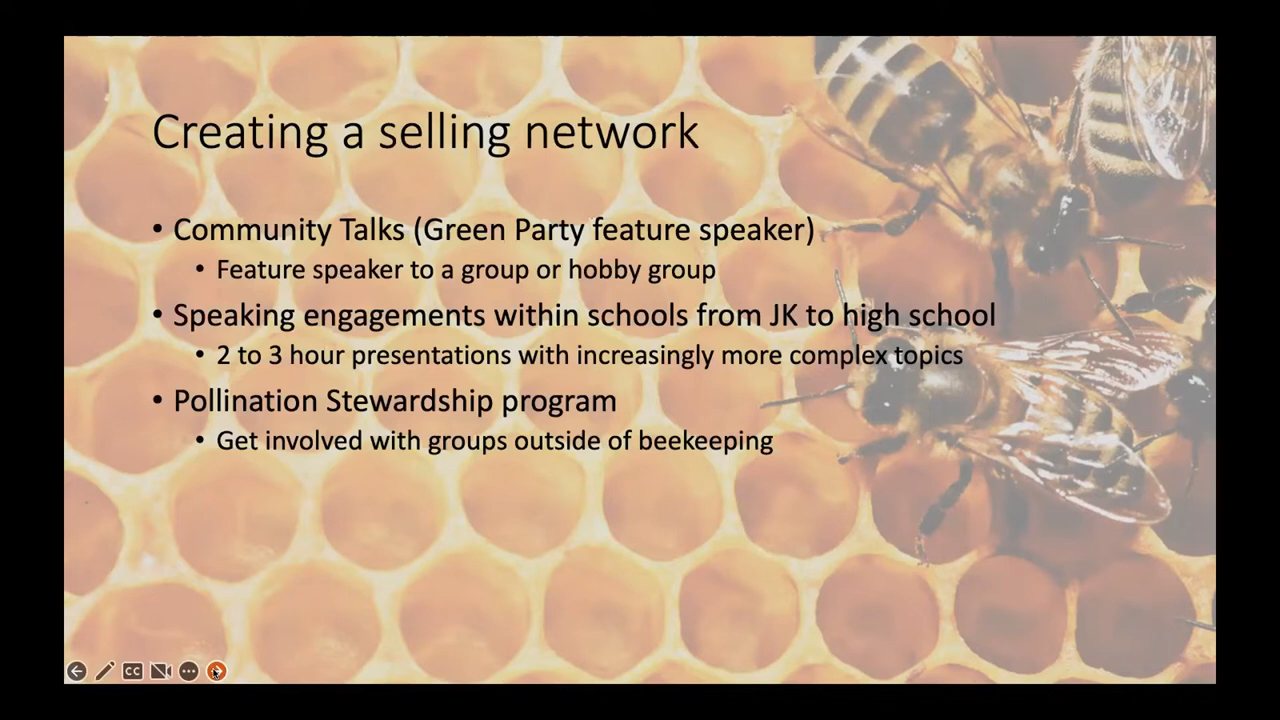 Creating a selling network
• Community Talks (Green Party feature speaker)
• Feature speaker to a group or hobby group
• Speaking engagements within schools from JK to high school
• 2 to 3 hour presentations with increasingly more complex topics
• Pollination Stewardship program
• Get involved with groups outside of beekeeping
CC